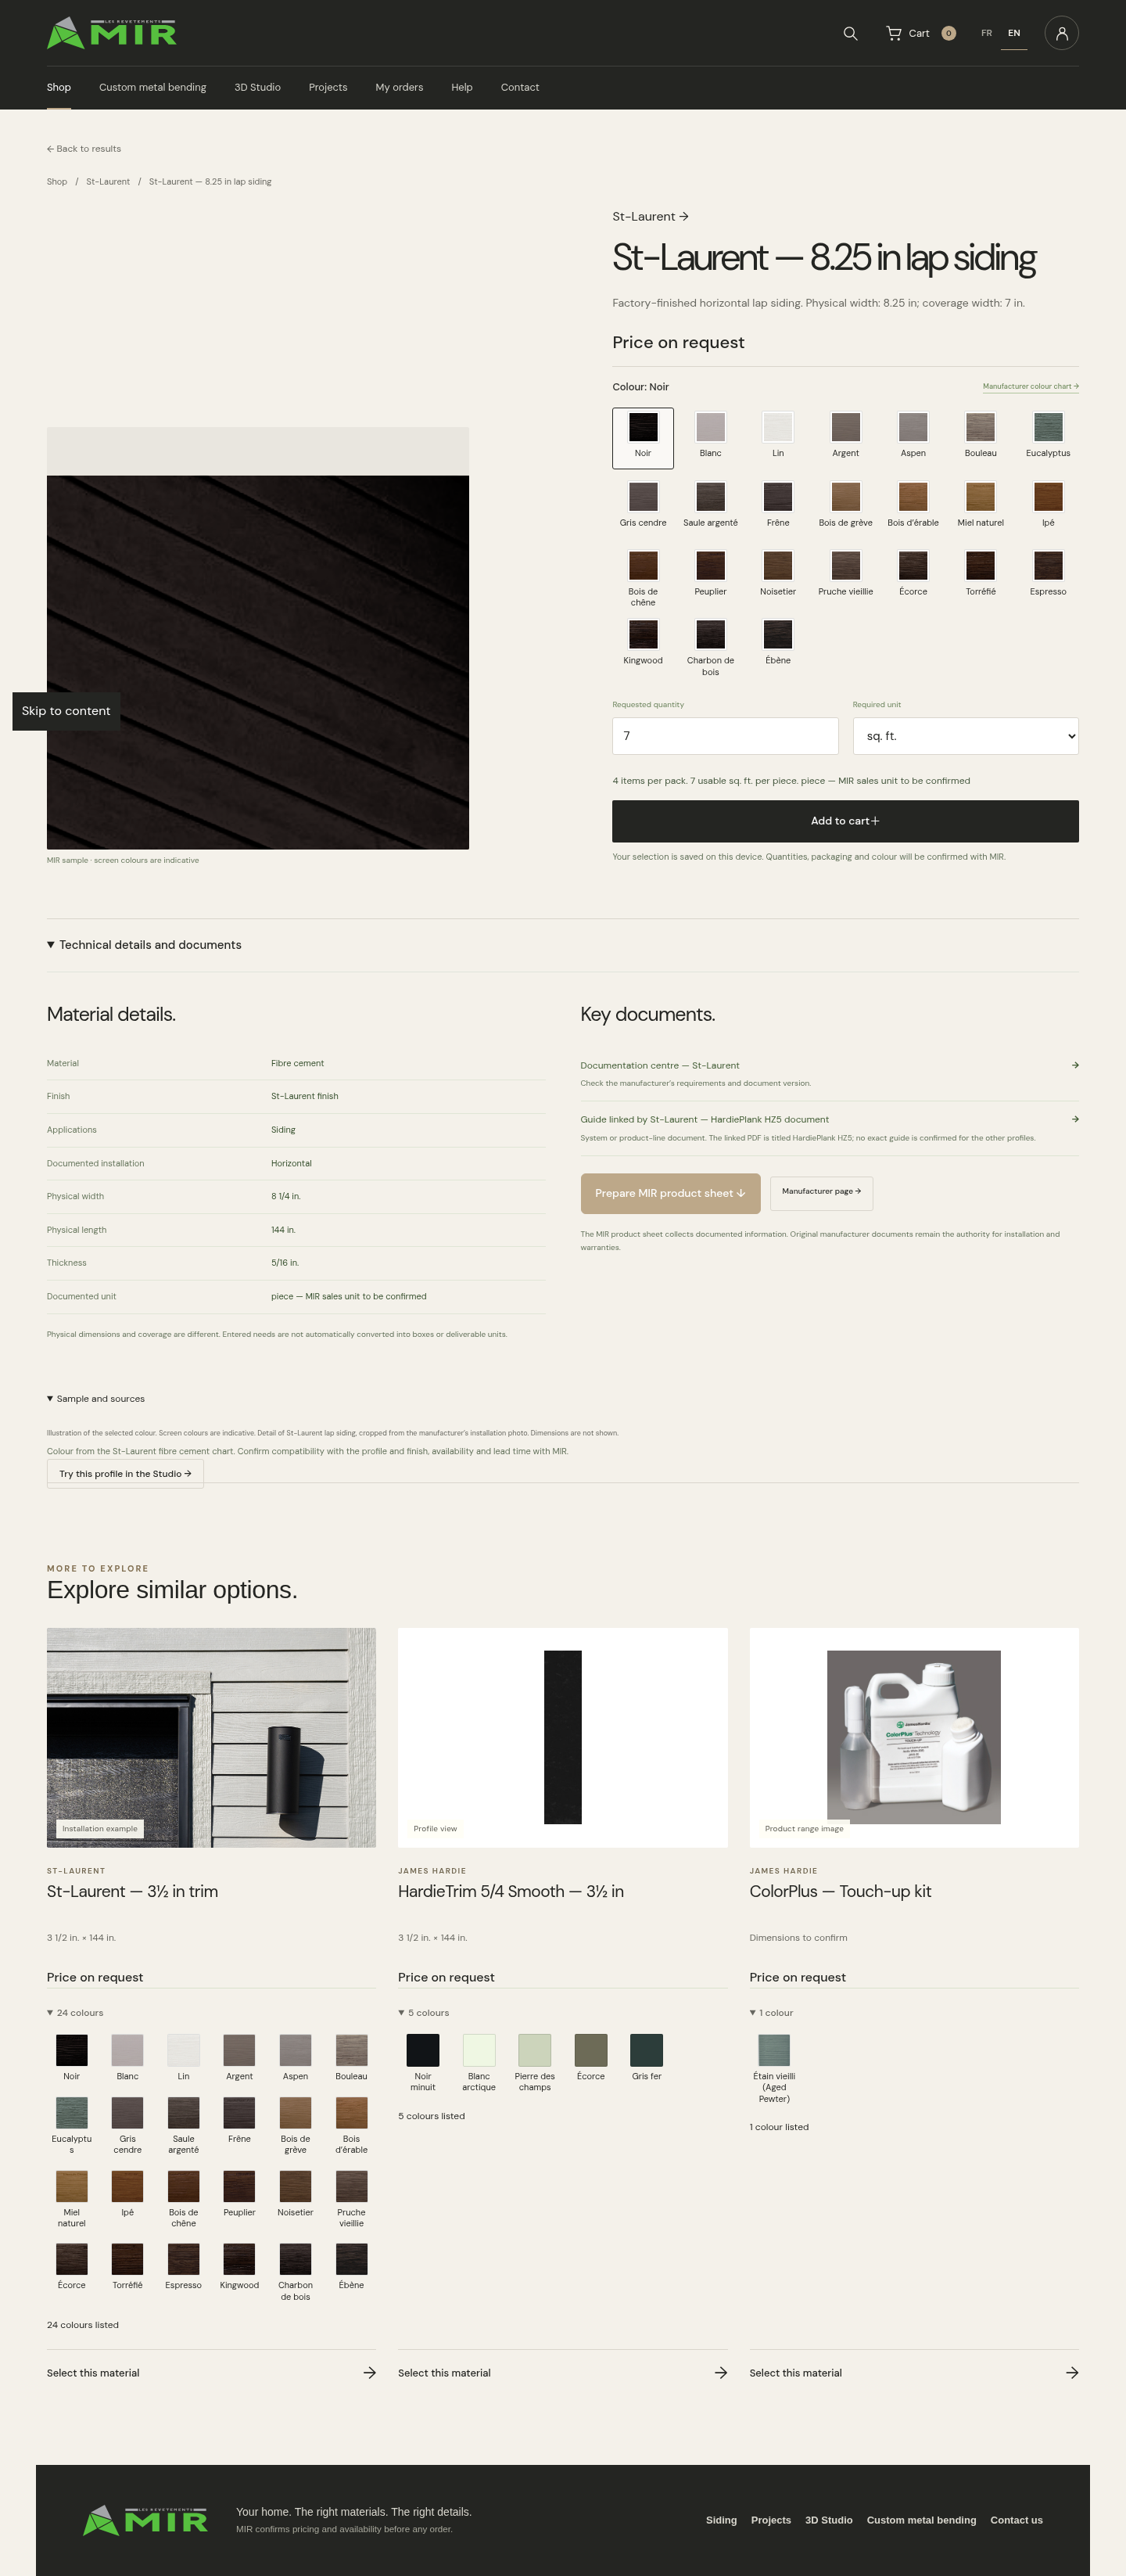 LES REVÊTEMENTS
MIR
Cart 0 FR EN
Shop Custom metal bending 3D Studio Projects My orders Help Contact
← Back to results
Shop / St-Laurent / St-Laurent — 8.25 in lap siding
St-Laurent →
St-Laurent — 8.25 in lap siding
Factory-finished horizontal lap siding. Physical width: 8.25 in; coverage width: 7 in.
Price on request
Colour: Noir Manufacturer colour chart →
Noir Blanc Lin Argent Aspen Bouleau Eucalyptus
Gris cendre Saule argenté Frêne Bois de grève Bois d'érable Miel naturel Ipé
Bois de chêne Peuplier Noisetier Pruche vieillie Écorce Torréfié Espresso
Kingwood Charbon de bois Ébène
Skip to content
MIR sample · screen colours are indicative
Requested quantity Required unit
7 sq. ft.
4 items per pack. 7 usable sq. ft. per piece. piece — MIR sales unit to be confirmed
Add to cart+
Your selection is saved on this device. Quantities, packaging and colour will be confirmed with MIR.
▼ Technical details and documents
Material details.
Material Fibre cement
Finish St-Laurent finish
Applications Siding
Documented installation Horizontal
Physical width 8 1/4 in.
Physical length 144 in.
Thickness 5/16 in.
Documented unit piece — MIR sales unit to be confirmed
Physical dimensions and coverage are different. Entered needs are not automatically converted into boxes or deliverable units.
Key documents.
Documentation centre — St-Laurent →
Check the manufacturer's requirements and document version.
Guide linked by St-Laurent — HardiePlank HZ5 document →
System or product-line document. The linked PDF is titled HardiePlank HZ5; no exact guide is confirmed for the other profiles.
Prepare MIR product sheet ↓ Manufacturer page →
The MIR product sheet collects documented information. Original manufacturer documents remain the authority for installation and
warranties.
▼ Sample and sources
Illustration of the selected colour. Screen colours are indicative. Detail of St-Laurent lap siding, cropped from the manufacturer's installation photo. Dimensions are not shown.
Colour from the St-Laurent fibre cement chart. Confirm compatibility with the profile and finish, availability and lead time with MIR.
Try this profile in the Studio →
MORE TO EXPLORE
Explore similar options.
Installation example
ST-LAURENT
St-Laurent — 3½ in trim
3 1/2 in. × 144 in.
Price on request
▼ 24 colours
Noir Blanc Lin Argent Aspen Bouleau
Eucalyptus Gris cendre Saule argenté Frêne Bois de grève Bois d'érable
Miel naturel Ipé Bois de chêne Peuplier Noisetier Pruche vieillie
Écorce Torréfié Espresso Kingwood Charbon de bois Ébène
24 colours listed
Select this material →
Profile view
JAMES HARDIE
HardieTrim 5/4 Smooth — 3½ in
3 1/2 in. × 144 in.
Price on request
▼ 5 colours
Noir minuit Blanc arctique Pierre des champs Écorce Gris fer
5 colours listed
Select this material →
JamesHardie
ColorPlus Technology
TOUCH-UP
Product range image
JAMES HARDIE
ColorPlus — Touch-up kit
Dimensions to confirm
Price on request
▼ 1 colour
Étain vieilli (Aged Pewter)
1 colour listed
Select this material →
LES REVÊTEMENTS
MIR
Your home. The right materials. The right details.
MIR confirms pricing and availability before any order.
Siding Projects 3D Studio Custom metal bending Contact us